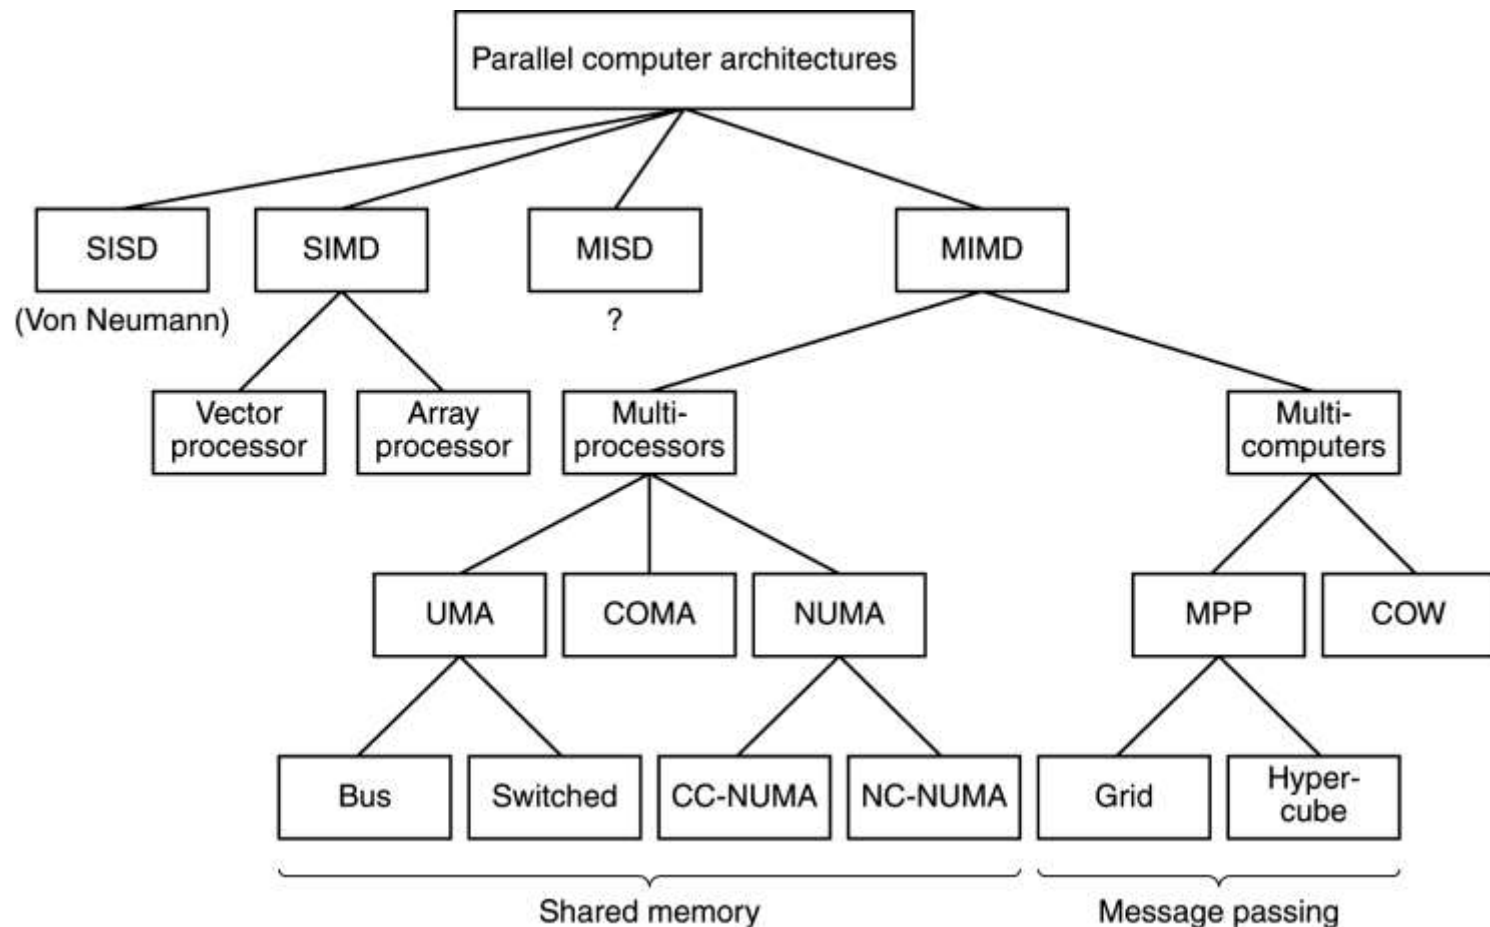 Parallel computer architectures
SISD
SIMD
MISD
MIMD
(Von Neumann)
?
Vector
processor
Array
processor
Multi-
processors
Multi-
computers
UMA
COMA
NUMA
MPP
COW
Bus
Switched
CC-NUMA
NC-NUMA
Grid
Hyper-
cube
Shared memory
Message passing